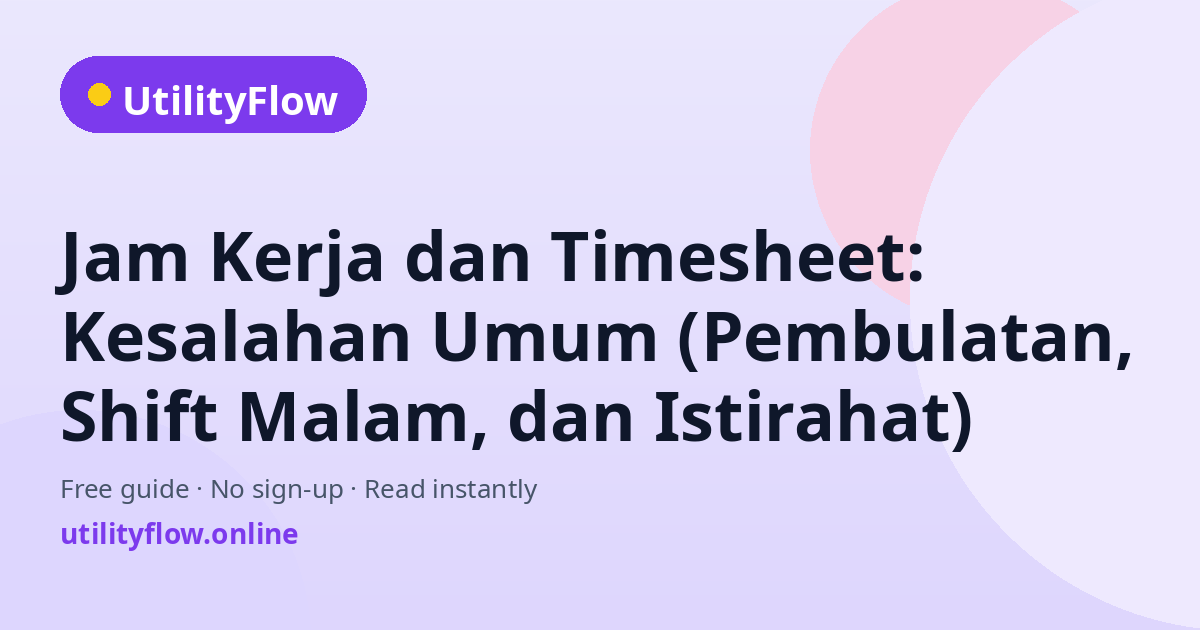 UtilityFlow
Jam Kerja dan Timesheet:
Kesalahan Umum (Pembulatan,
Shift Malam, dan Istirahat)
Free guide · No sign-up · Read instantly
utilityflow.online